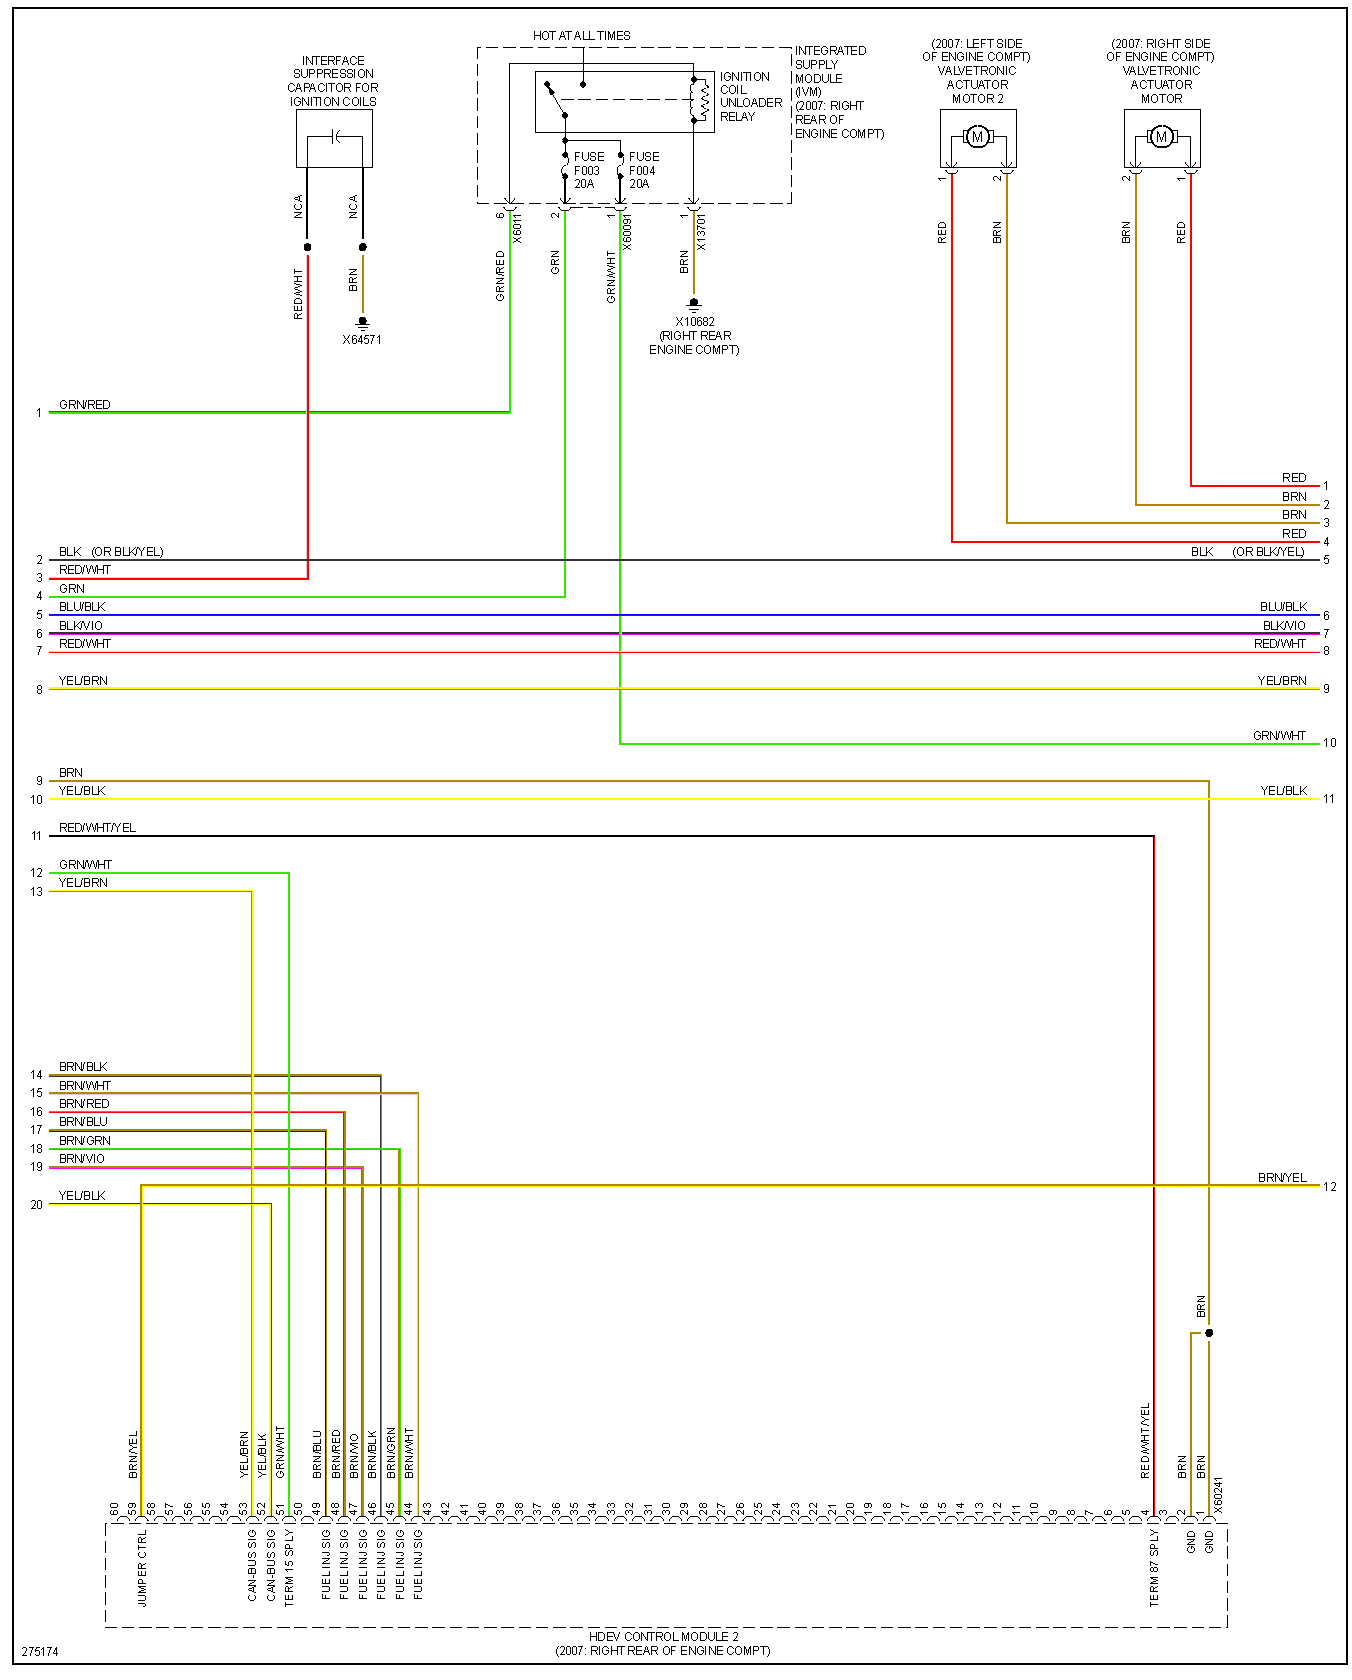 HOT AT ALL TIMES
INTERFACE
SUPPRESSION
CAPACITOR FOR
IGNITION COILS
IGNITION
COIL
UNLOADER
RELAY
INTEGRATED
SUPPLY
MODULE
(IVM)
(2007: RIGHT
REAR OF
ENGINE COMPT)
(2007: LEFT SIDE
OF ENGINE COMPT)
VALVETRONIC
ACTUATOR
MOTOR 2
(2007: RIGHT SIDE
OF ENGINE COMPT)
VALVETRONIC
ACTUATOR
MOTOR
M
M
FUSE
F003
20A
FUSE
F004
20A
NCA
NCA
6
X6011
2
1
X60091
1
X13701
1
2
2
1
RED/WHT
BRN
GRN/RED
GRN
GRN/WHT
BRN
RED
BRN
BRN
RED
X64571
X10682
(RIGHT REAR
ENGINE COMPT)
1 GRN/RED
RED 1
BRN 2
BRN 3
RED 4
2 BLK (OR BLK/YEL)
BLK (OR BLK/YEL) 5
3 RED/WHT
4 GRN
5 BLU/BLK
BLU/BLK 6
6 BLK/VIO
BLK/VIO 7
7 RED/WHT
RED/WHT 8
8 YEL/BRN
YEL/BRN 9
GRN/WHT 10
9 BRN
10 YEL/BLK
YEL/BLK 11
11 RED/WHT/YEL
12 GRN/WHT
13 YEL/BRN
14 BRN/BLK
15 BRN/WHT
16 BRN/RED
17 BRN/BLU
18 BRN/GRN
19 BRN/VIO
BRN/YEL 12
20 YEL/BLK
BRN
BRN/YEL
YEL/BRN
YEL/BLK
GRN/WHT
BRN/BLU
BRN/RED
BRN/VIO
BRN/BLK
BRN/GRN
BRN/WHT
RED/WHT/YEL
BRN
BRN
60 59 58 57 56 55 54 53 52 51 50 49 48 47 46 45 44 43 42 41 40 39 38 37 36 35 34 33 32 31 30 29 28 27 26 25 24 23 22 21 20 19 18 17 16 15 14 13 12 11 10 9 8 7 6 5 4 3 2 1 X60241
JUMPER CTRL
CAN-BUS SIG
CAN-BUS SIG
TERM 15 SPLY
FUEL INJ SIG
FUEL INJ SIG
FUEL INJ SIG
FUEL INJ SIG
FUEL INJ SIG
FUEL INJ SIG
TERM 87 SPLY
GND
GND
HDEV CONTROL MODULE 2
(2007: RIGHT REAR OF ENGINE COMPT)
275174